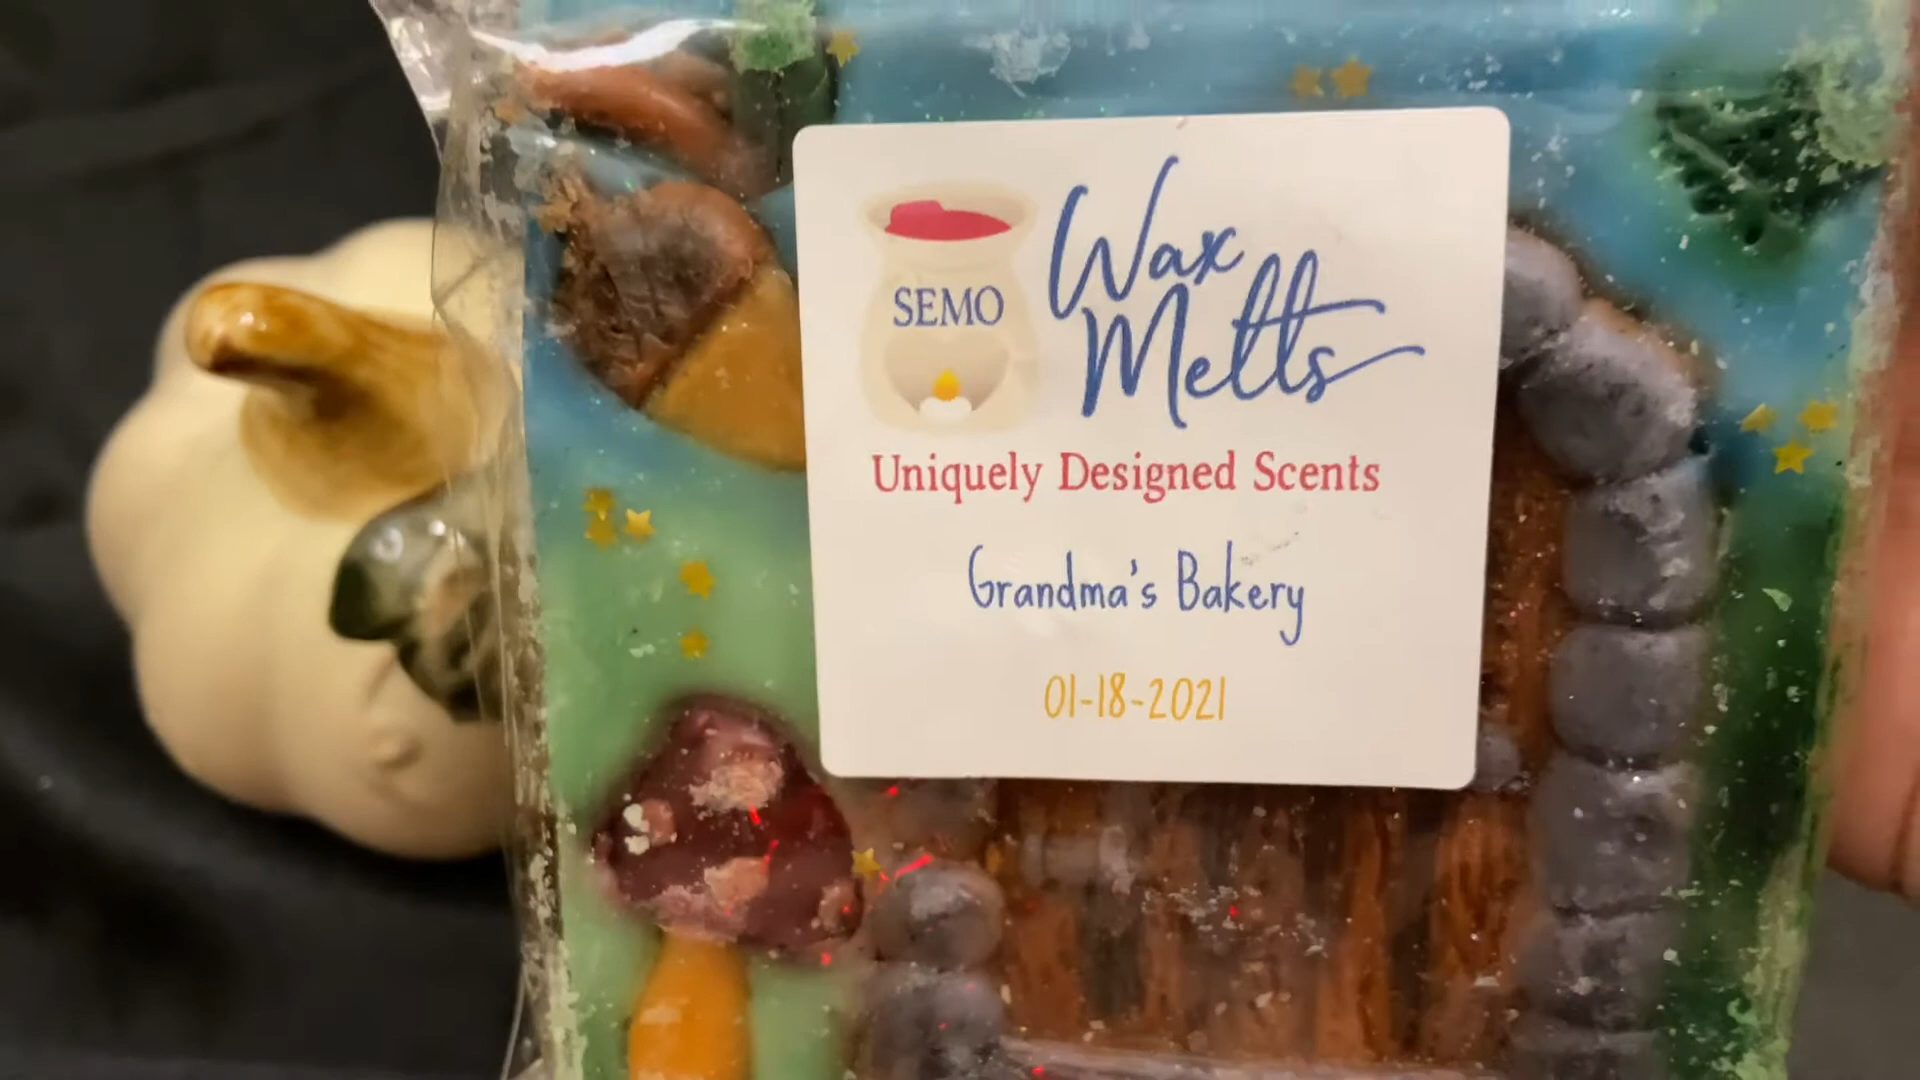 SEMO
Wax
Melts
Uniquely Designed Scents
Grandma's Bakery
01-18-2021